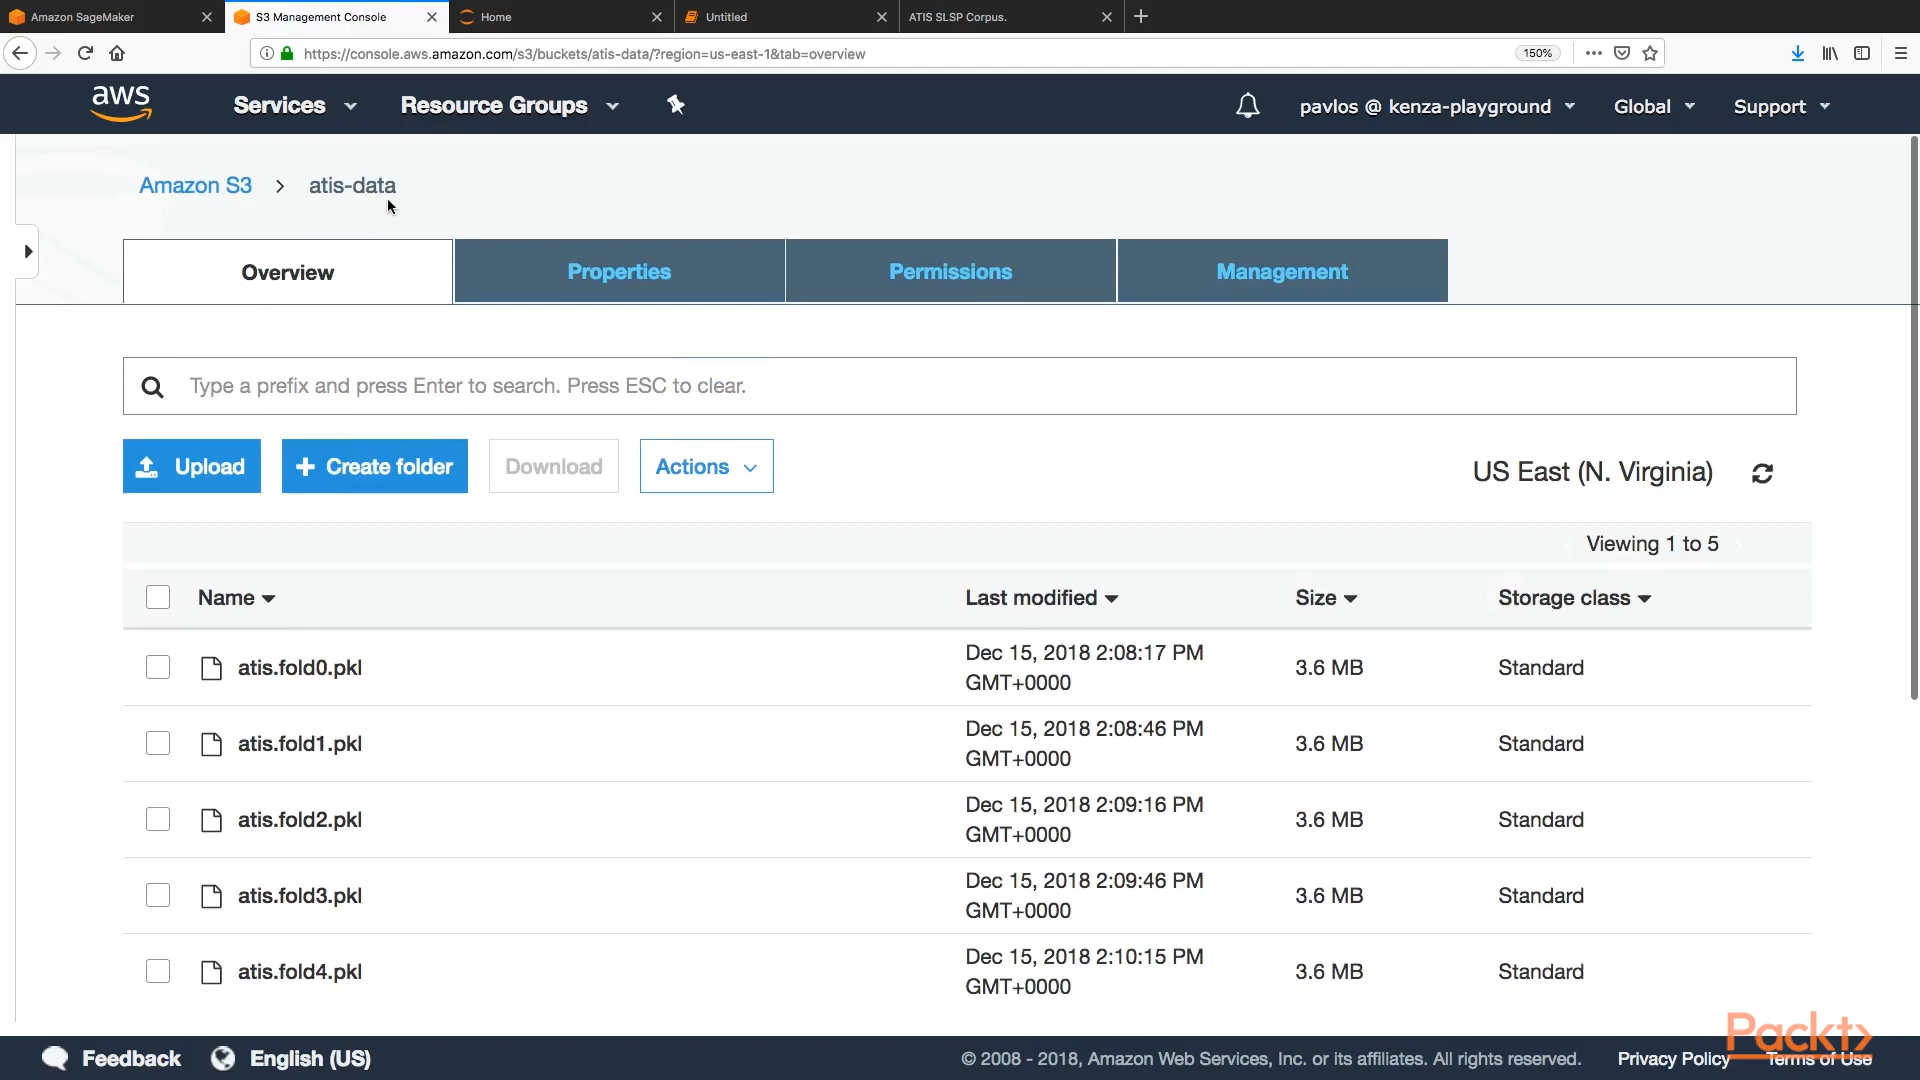 Amazon SageMaker
S3 Management Console
Home
Untitled
ATIS SLSP Corpus.
https://console.aws.amazon.com/s3/buckets/atis-data/?region=us-east-1&tab=overview
150%
aws
Services
Resource Groups
pavlos @ kenza-playground
Global
Support
Amazon S3 > atis-data
Overview
Properties
Permissions
Management
Type a prefix and press Enter to search. Press ESC to clear.
Upload
+ Create folder
Download
Actions
US East (N. Virginia)
Viewing 1 to 5
Name
Last modified
Size
Storage class
atis.fold0.pkl
Dec 15, 2018 2:08:17 PM
GMT+0000
3.6 MB
Standard
atis.fold1.pkl
Dec 15, 2018 2:08:46 PM
GMT+0000
3.6 MB
Standard
atis.fold2.pkl
Dec 15, 2018 2:09:16 PM
GMT+0000
3.6 MB
Standard
atis.fold3.pkl
Dec 15, 2018 2:09:46 PM
GMT+0000
3.6 MB
Standard
atis.fold4.pkl
Dec 15, 2018 2:10:15 PM
GMT+0000
3.6 MB
Standard
Packt>
Feedback
English (US)
© 2008 - 2018, Amazon Web Services, Inc. or its affiliates. All rights reserved.
Privacy Policy
Terms of Use